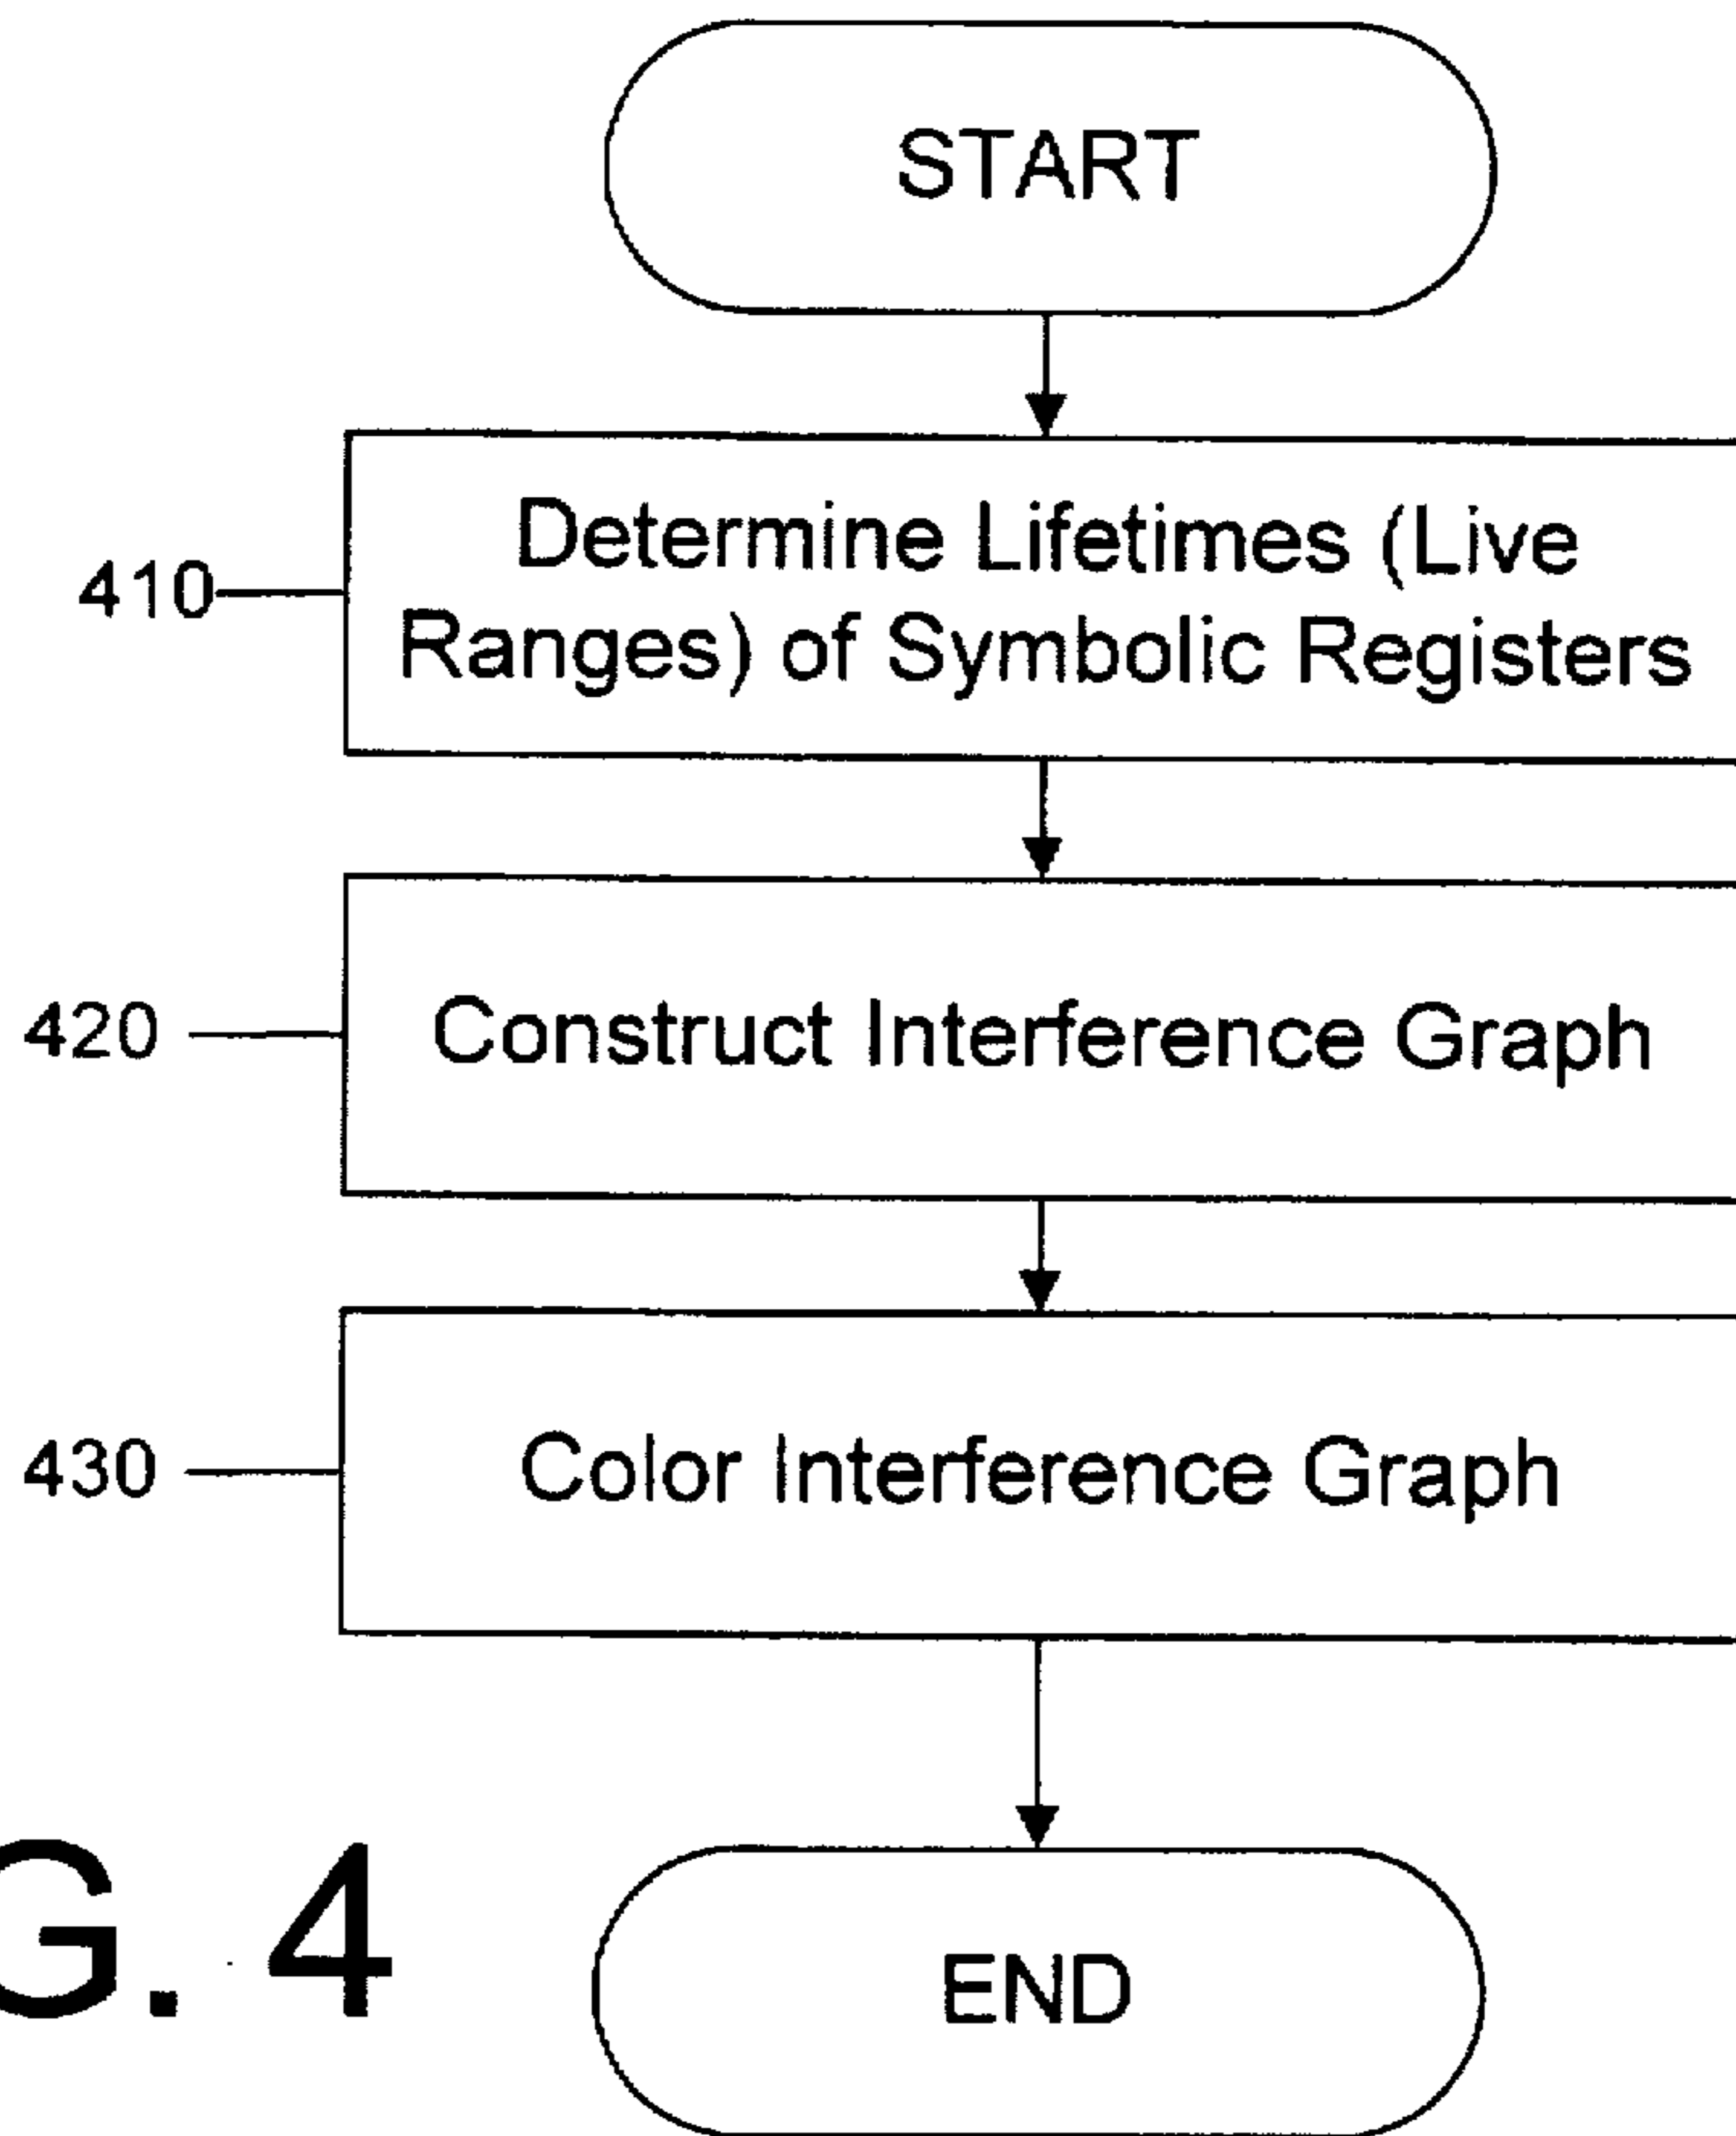 START
Determine Lifetimes (Live
410
Ranges) of Symbolic Registers
420
Construct Interference Graph
430
Color Interference Graph
G. 4
END